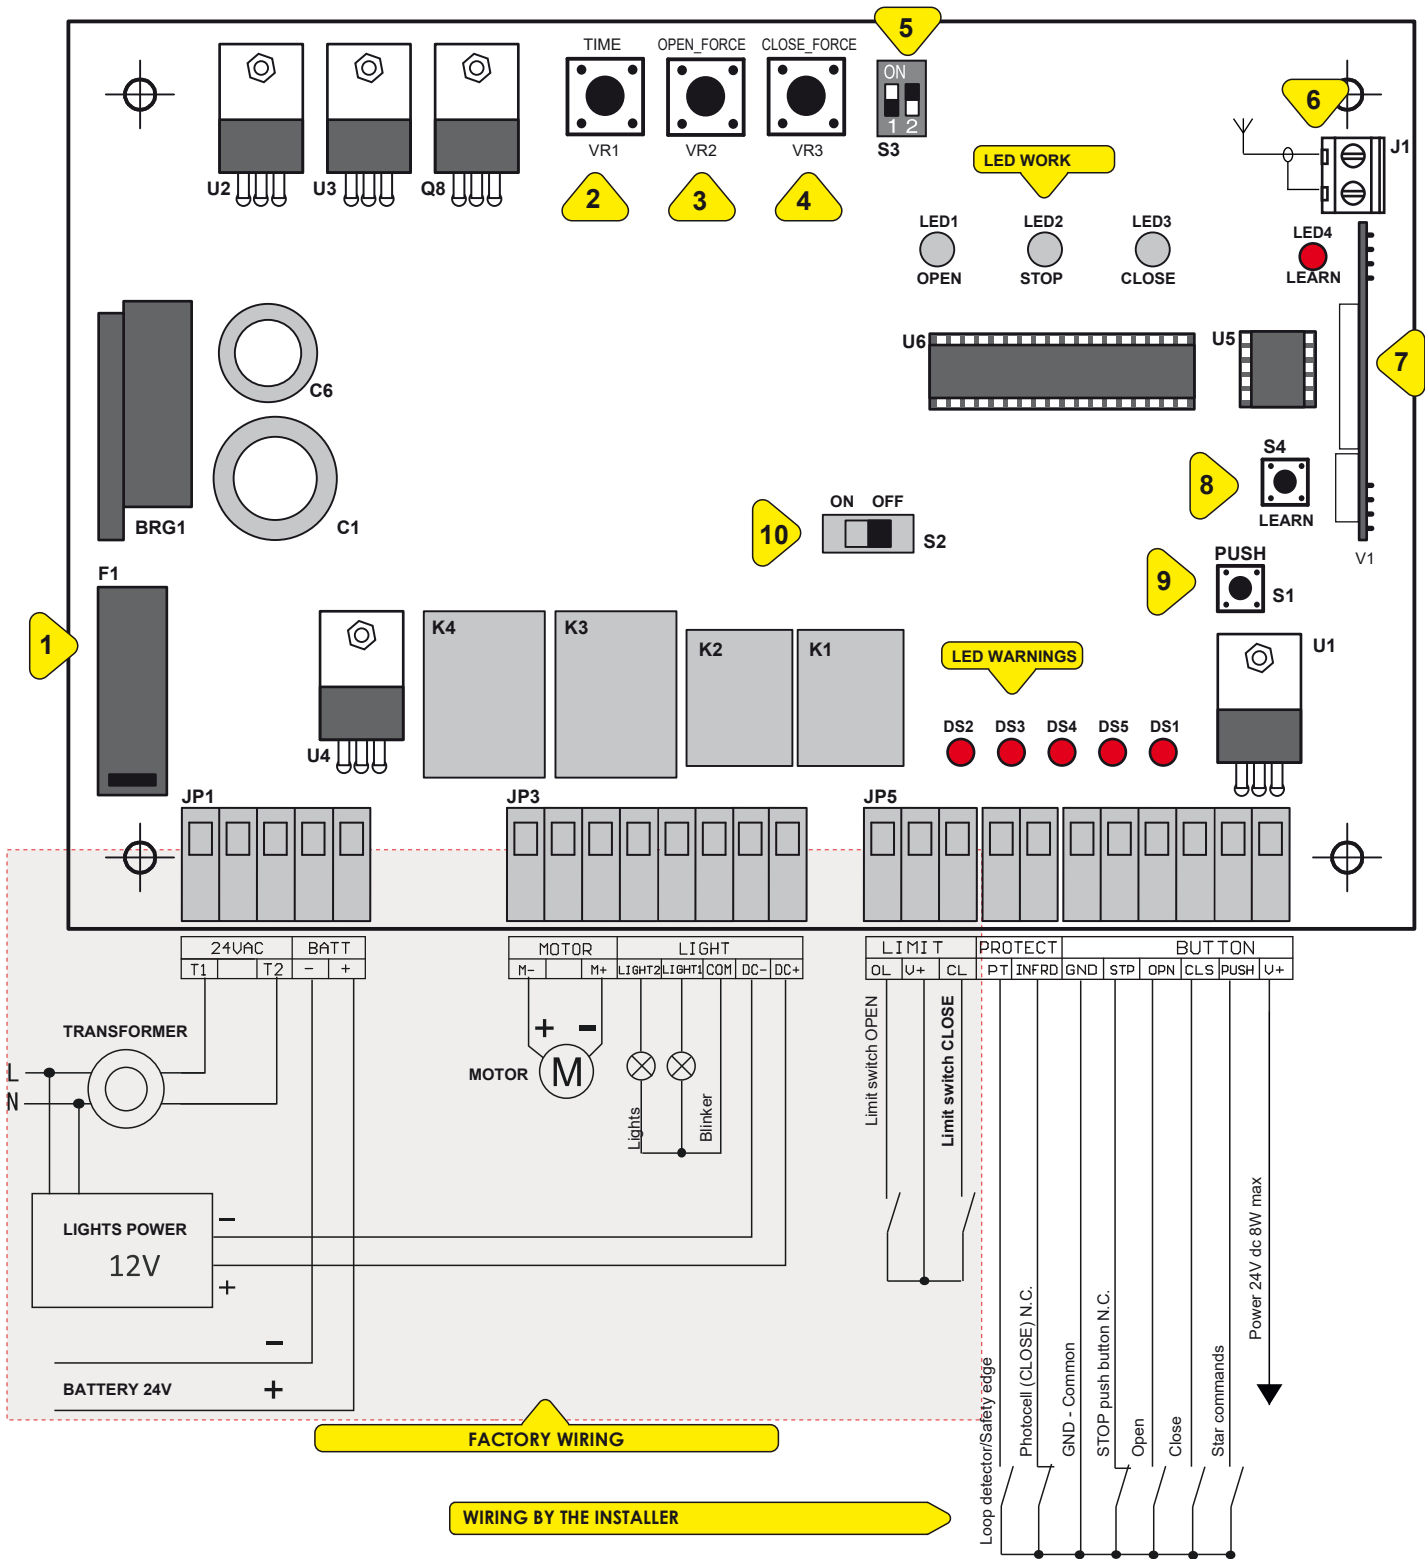 5
TIME
OPEN_FORCE
CLOSE_FORCE
ON
1 2
6
U2
U3
Q8
VR1
VR2
VR3
S3
J1
LED WORK
2
3
4
LED1
LED2
LED3
LED4
OPEN
STOP
CLOSE
LEARN
U6
U5
7
C6
S4
8
ON OFF
10
S2
LEARN
BRG1
C1
V1
PUSH
9
S1
F1
1
K4
K3
K2
K1
U1
LED WARNINGS
DS2
DS3
DS4
DS5
DS1
U4
JP1
JP3
JP5
24VAC
BATT
MOTOR
LIGHT
LIMIT
PROTECT
BUTTON
T1
T2
-
+
M-
M+
LIGHT2
LIGHT1
COM
DC-
DC+
OL
V+
CL
PT
INFRD
GND
STP
OPN
CLS
PUSH
V+
TRANSFORMER
L
N
+
-
MOTOR
M
Lights
Blinker
Limit switch OPEN
Limit switch CLOSE
LIGHTS POWER
12V
-
+
-
BATTERY 24V
+
Loop detector/Safety edge
Photocell (CLOSE) N.C.
GND - Common
STOP push button N.C.
Open
Close
Star commands
Power 24V dc 8W max
FACTORY WIRING
WIRING BY THE INSTALLER